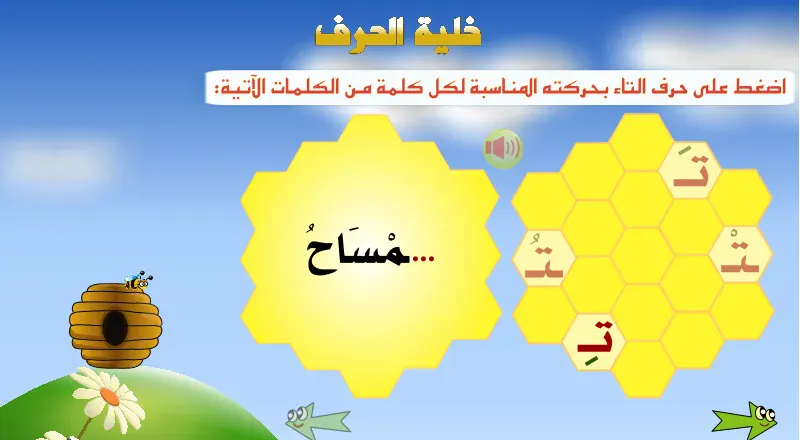 خلية الحرف
اضغط على حرف التاء بحركته المناسبة لكل كلمة من الكلمات الآتية:
...مْسَاحُ
تَـ
تُـ
تْـ
تِـ